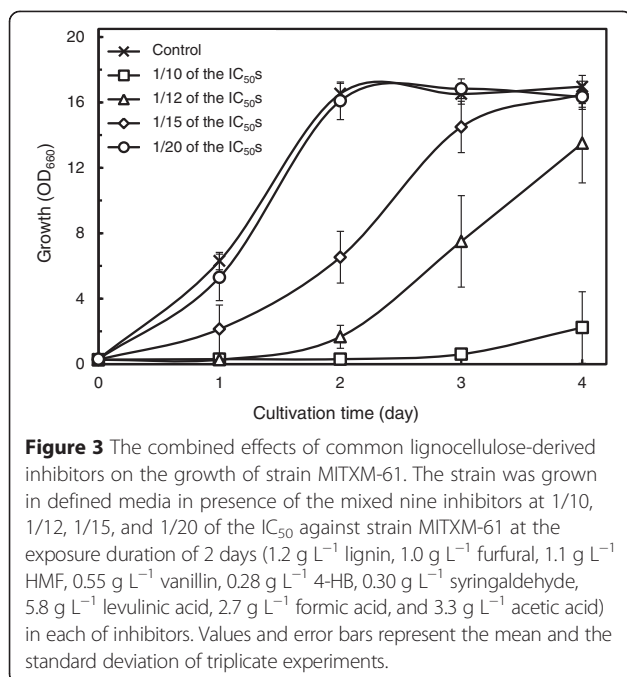 20
16
12
8
4
0
Growth (OD660)
Control
1/10 of the IC50s
1/12 of the IC50s
1/15 of the IC50s
1/20 of the IC50s
0 1 2 3 4
Cultivation time (day)
Figure 3 The combined effects of common lignocellulose-derived
inhibitors on the growth of strain MITXM-61. The strain was grown
in defined media in presence of the mixed nine inhibitors at 1/10,
1/12, 1/15, and 1/20 of the IC50 against strain MITXM-61 at the
exposure duration of 2 days (1.2 g L−1 lignin, 1.0 g L−1 furfural, 1.1 g L−1
HMF, 0.55 g L−1 vanillin, 0.28 g L−1 4-HB, 0.30 g L−1 syringaldehyde,
5.8 g L−1 levulinic acid, 2.7 g L−1 formic acid, and 3.3 g L−1 acetic acid)
in each of inhibitors. Values and error bars represent the mean and the
standard deviation of triplicate experiments.